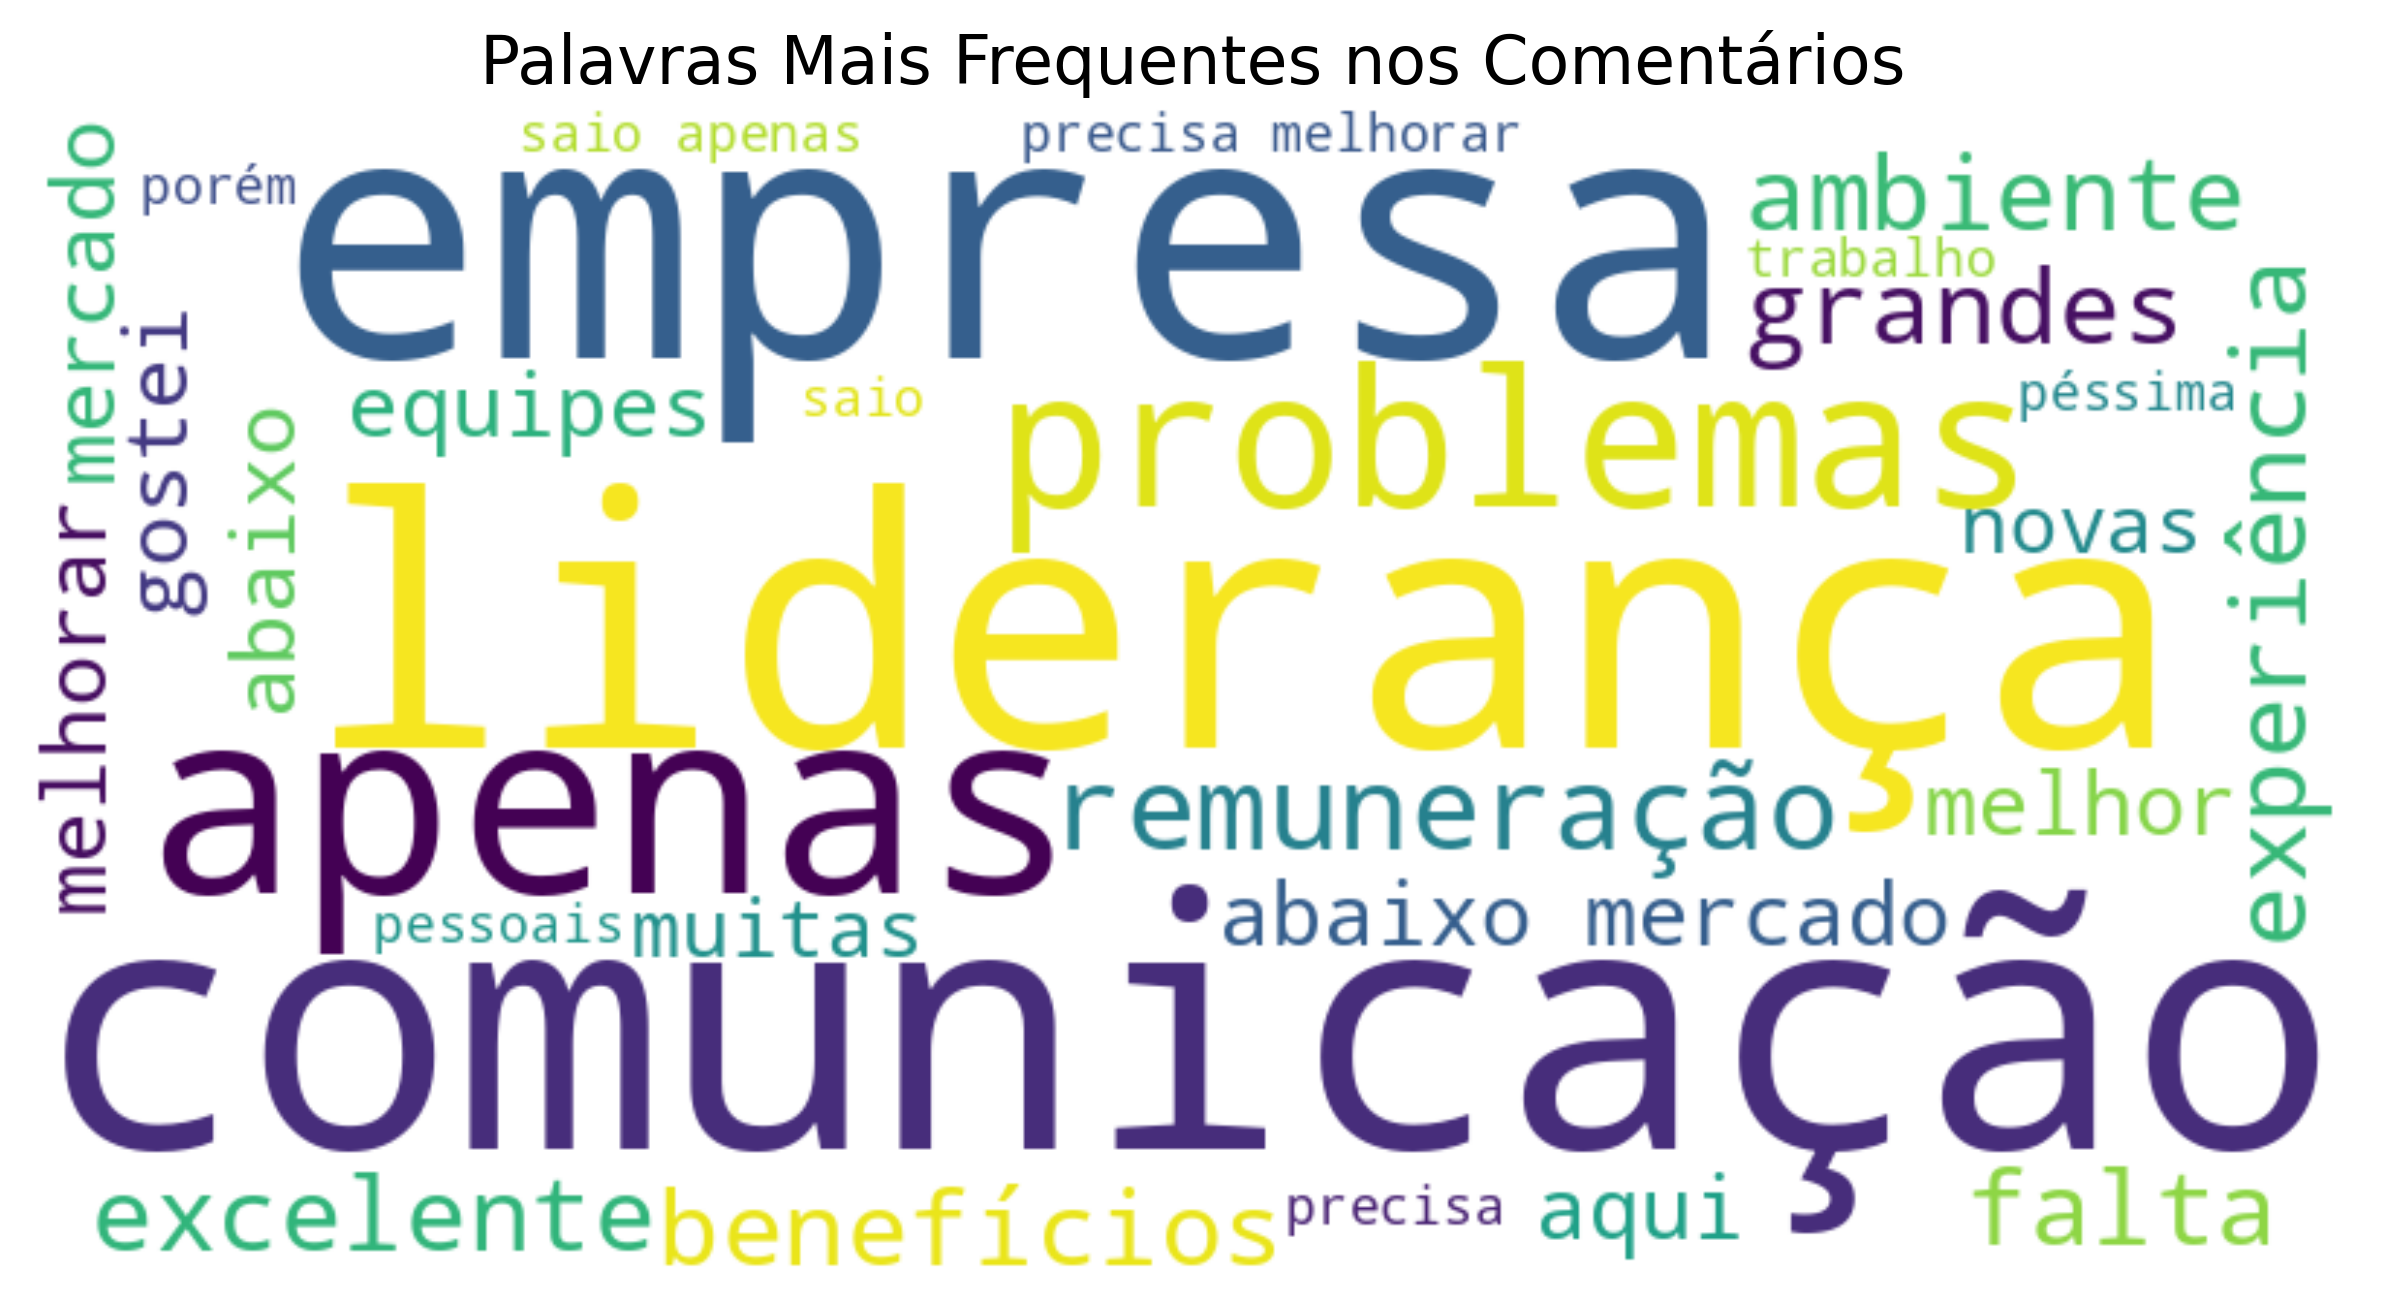 Palavras Mais Frequentes nos Comentários
saio apenas
precisa melhorar
mercado
porém
empresa
ambiente
trabalho
grandes
gostei
equipes
saio
problemas
péssima
experiência
abaixo
novas
melhorar
liderança
apenas
remuneração
melhor
pessoais
muitas
abaixo mercado
comunicação
excelente
benefícios
precisa
aqui
falta